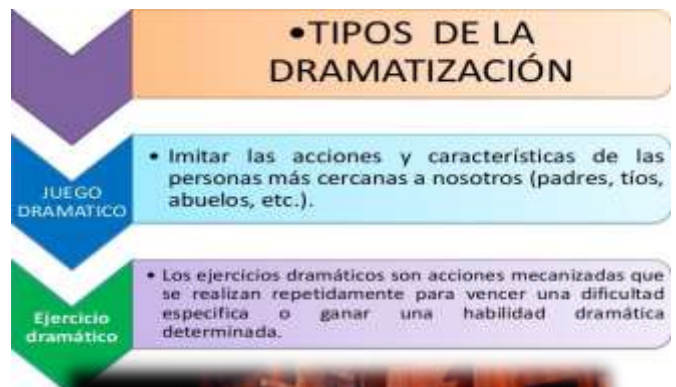 •TIPOS DE LA
DRAMATIZACIÓN
JUEGO
DRAMATICO
• Imitar las acciones y características de las
personas más cercanas a nosotros (padres, tíos,
abuelos, etc.).
Ejercicio
dramático
• Los ejercicios dramáticos son acciones mecanizadas que
se realizan repetidamente para vencer una dificultad
especifica o ganar una habilidad dramática
determinada.